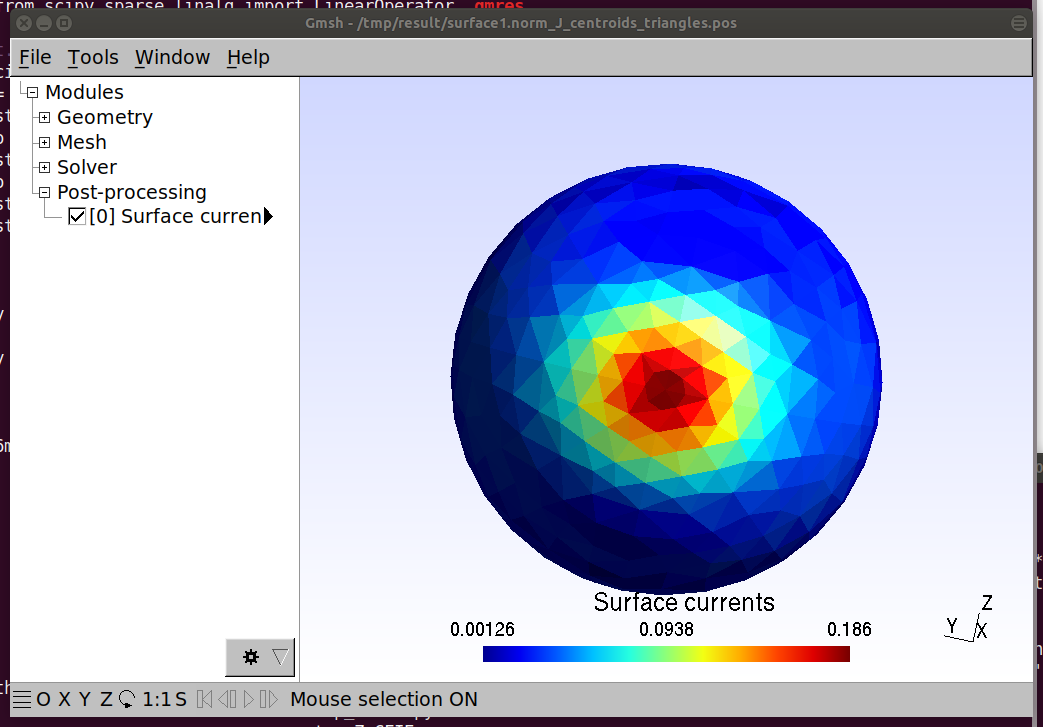 from scipy.sparse.linalg import LinearOperator, gmres
Gmsh - /tmp/result/surface1.norm_J_centroids_triangles.pos
File Tools Window Help
Modules
Geometry
Mesh
Solver
Post-processing
[0] Surface curren
Surface currents
0.00126 0.0938 0.186
Z
Y
X
O X Y Z 1:1 S Mouse selection ON